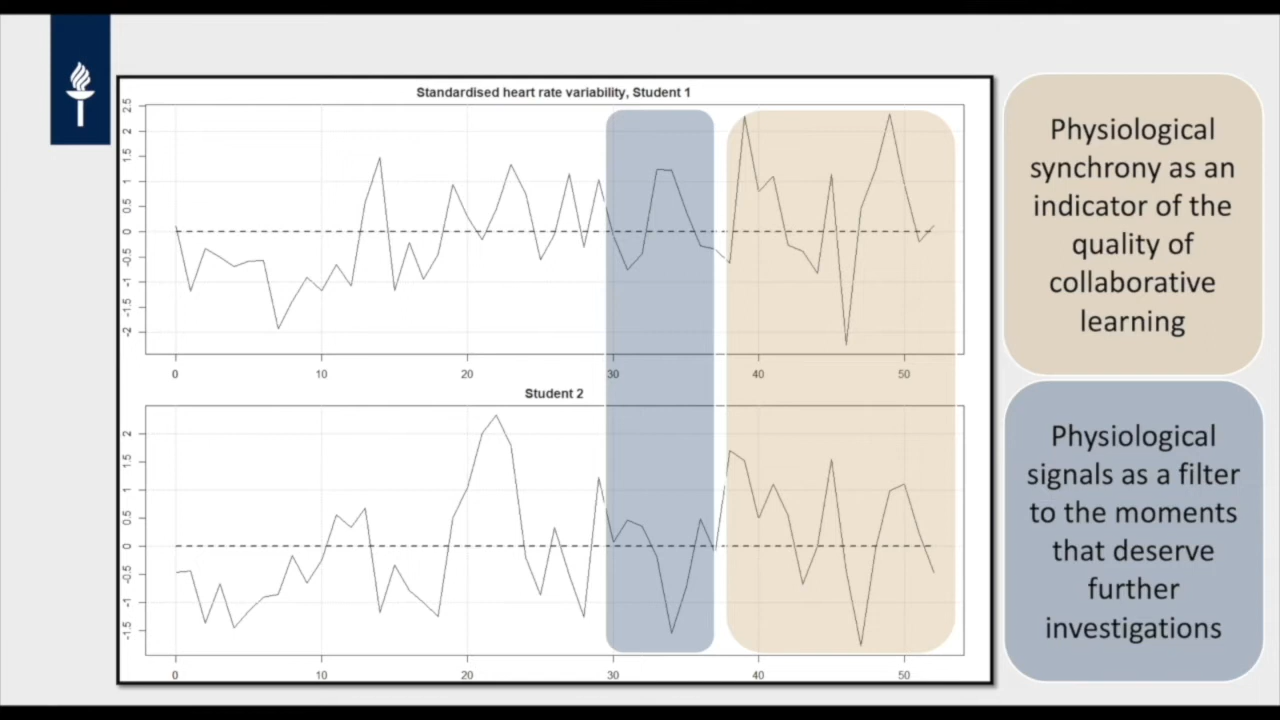 Standardised heart rate variability, Student 1
2.5
2
1.5
1
0.5
0
-0.5
-1
-1.5
-2
0 10 20 30 40 50
Student 2
2
1.5
1
0.5
0
-0.5
-1
-1.5
0 10 20 30 40 50
Physiological
synchrony as an
indicator of the
quality of
collaborative
learning
Physiological
signals as a filter
to the moments
that deserve
further
investigations